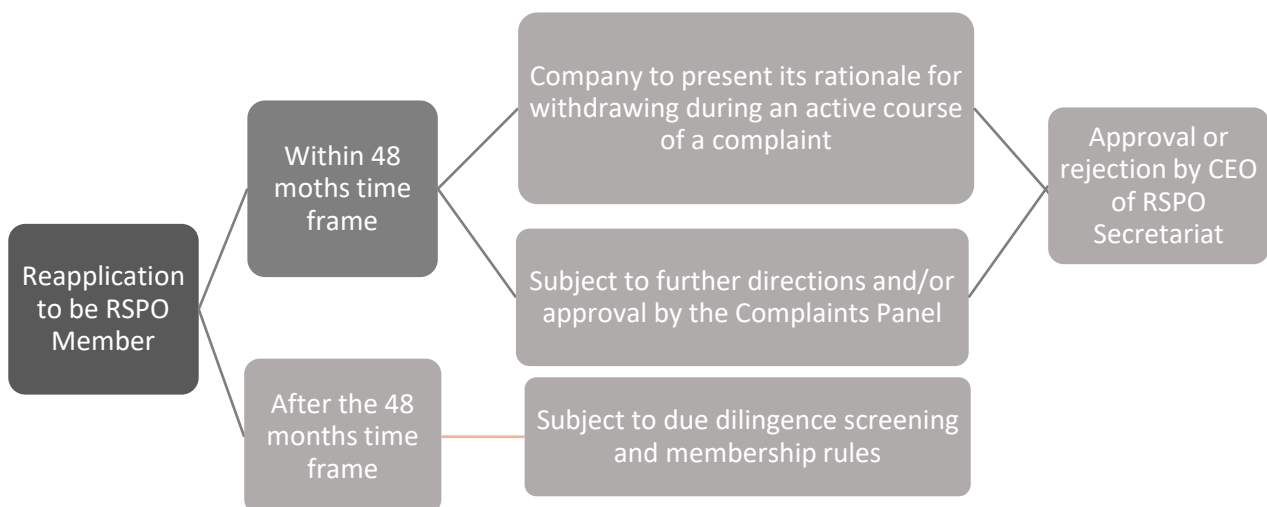 Reapplication
to be RSPO
Member
Within 48
moths time
frame
After the 48
months time
frame
Company to present its rationale for
withdrawing during an active course
of a complaint
Subject to further directions and/or
approval by the Complaints Panel
Subject to due dilingence screening
and membership rules
Approval or
rejection by CEO
of RSPO
Secretariat